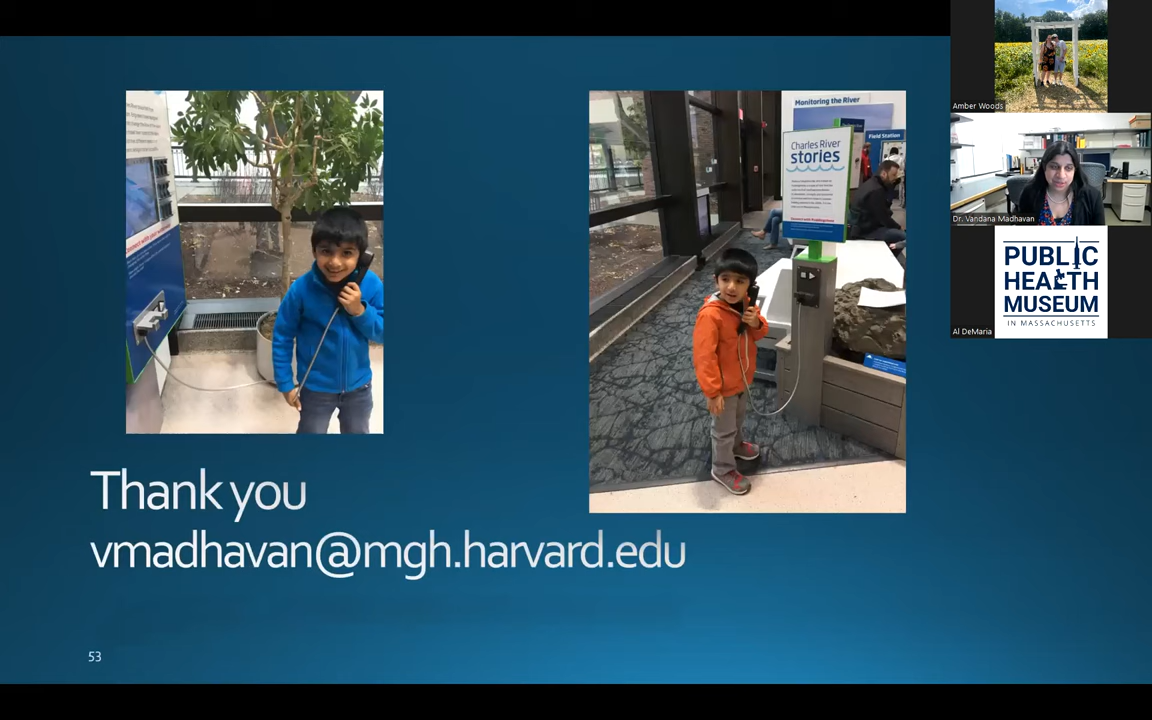 Monitoring the River
Field Station
Charles River
stories
Thank you
vmadhavan@mgh.harvard.edu
53
Amber Woods
Dr. Vandana Madhavan
PUBLIC
HEALTH
MUSEUM
IN MASSACHUSETTS
Al DeMaria